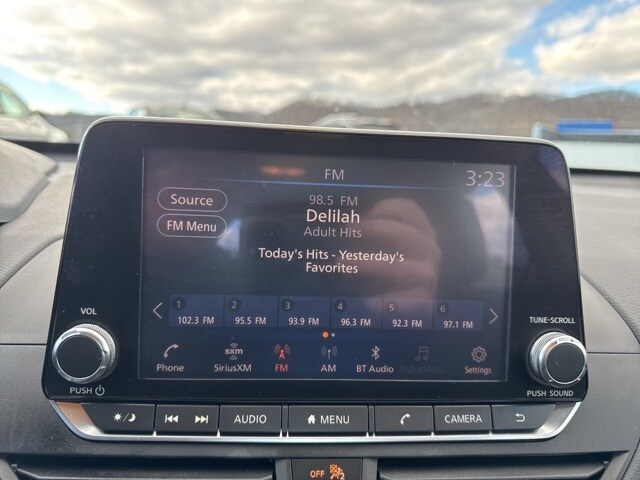 FM
3:23
Source
98.5 FM
Delilah
FM Menu
Adult Hits
Today's Hits - Yesterday's
Favorites
1 2 3 4 5 6
102.3 FM 95.5 FM 93.9 FM 96.3 FM 92.3 FM 97.1 FM
VOL
TUNE·SCROLL
sxm
Phone SiriusXM FM AM BT Audio Android Auto Settings
PUSH
PUSH SOUND
AUDIO MENU CAMERA
OFF 2